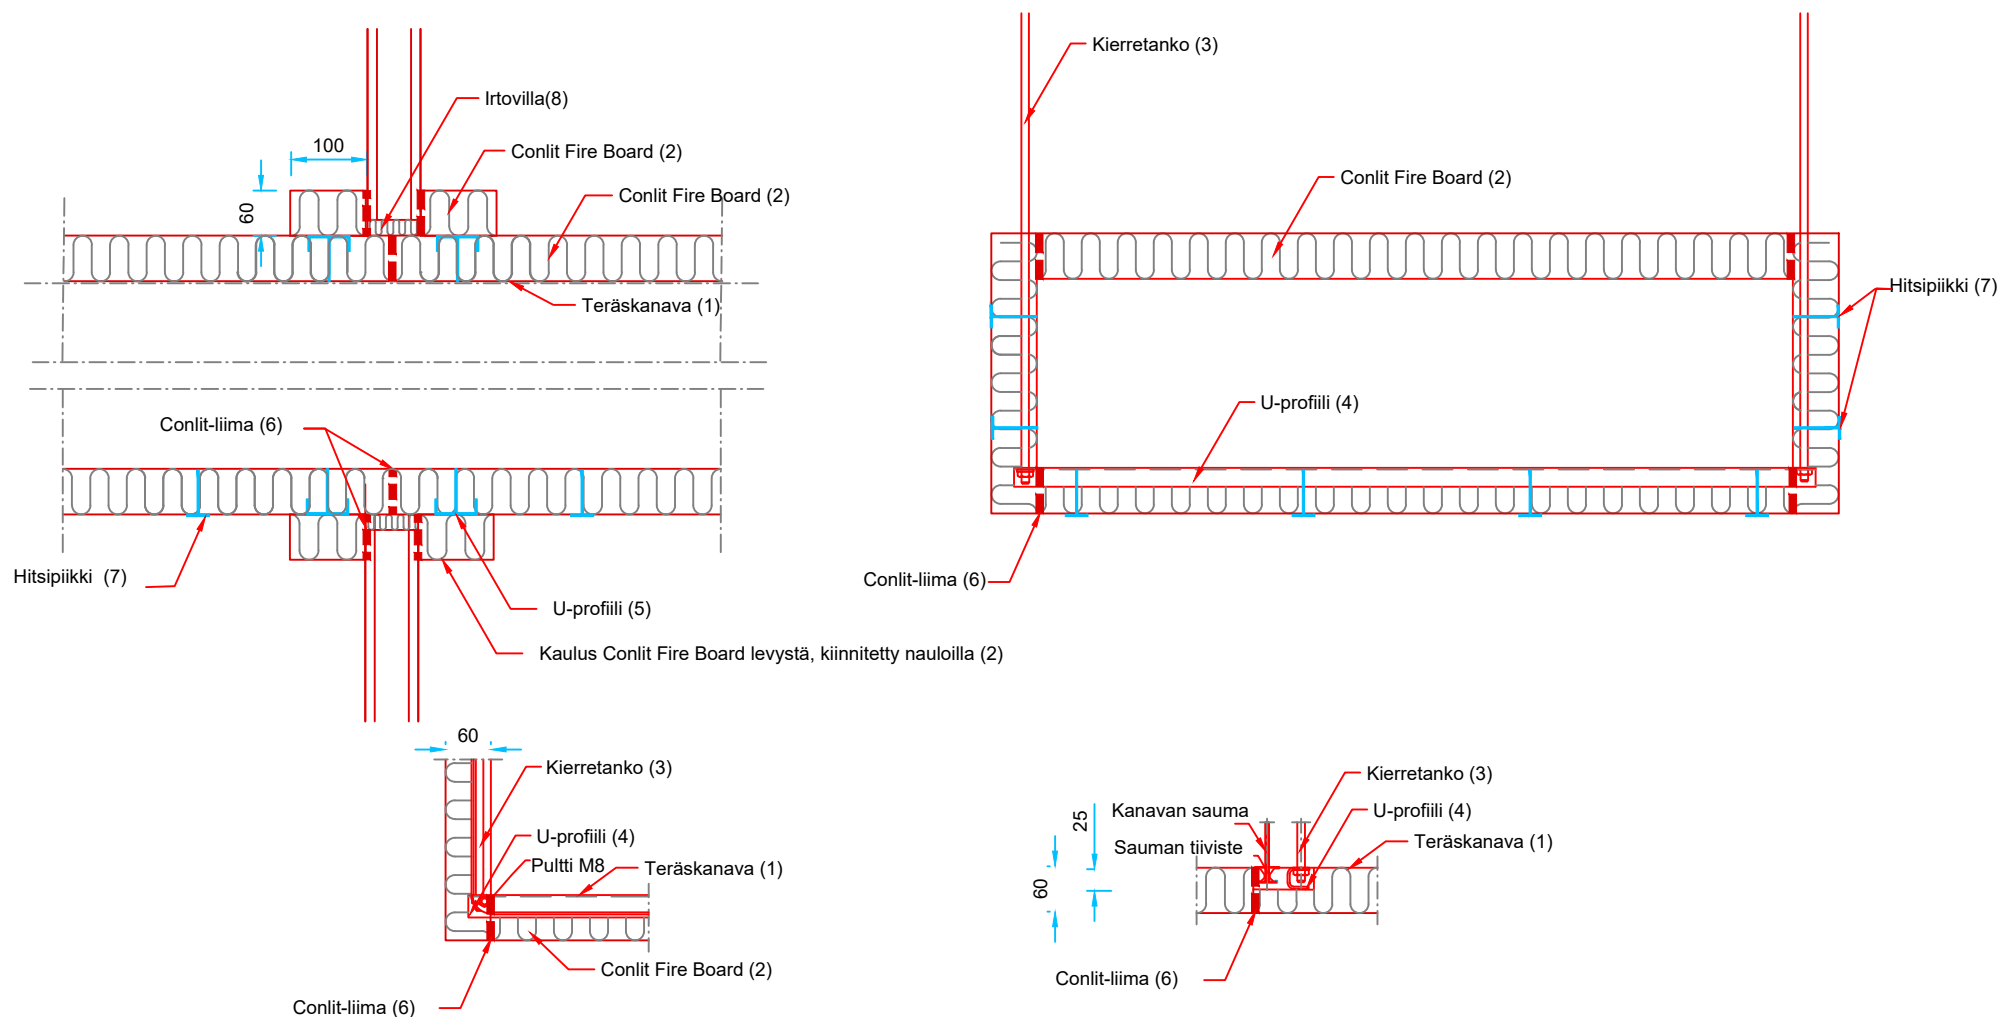 Irtovilla(8)
100
Conlit Fire Board (2)
Conlit Fire Board (2)
60
Teräskanava (1)
Conlit-liima (6)
Hitsipiikki  (7)
U-profiili (5)
Kaulus Conlit Fire Board levystä, kiinnitetty nauloilla (2)
Kierretanko (3)
Conlit Fire Board (2)
Hitsipiikki (7)
U-profiili (4)
Conlit-liima (6)
60
Kierretanko (3)
U-profiili (4)
Pultti M8
Teräskanava (1)
Conlit Fire Board (2)
Conlit-liima (6)
Kierretanko (3)
Kanavan sauma
U-profiili (4)
25
Teräskanava (1)
Sauman tiiviste
60
Conlit-liima (6)